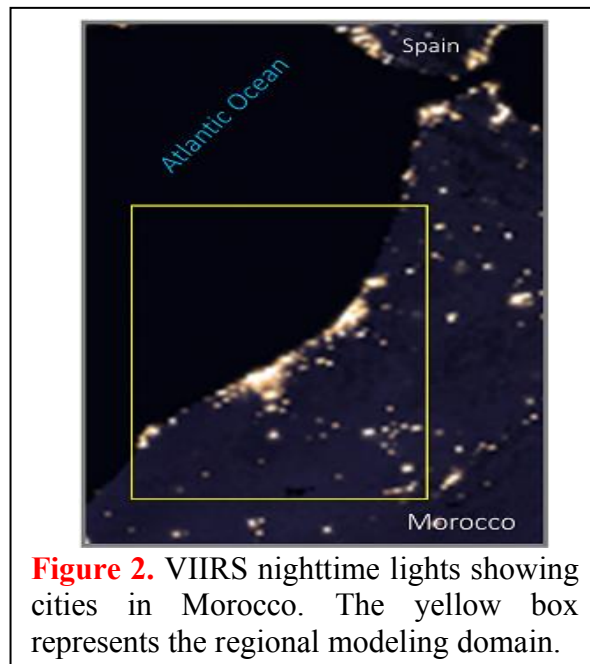 Spain
Atlantic Ocean
Morocco
Figure 2. VIIRS nighttime lights showing
cities in Morocco. The yellow box
represents the regional modeling domain.